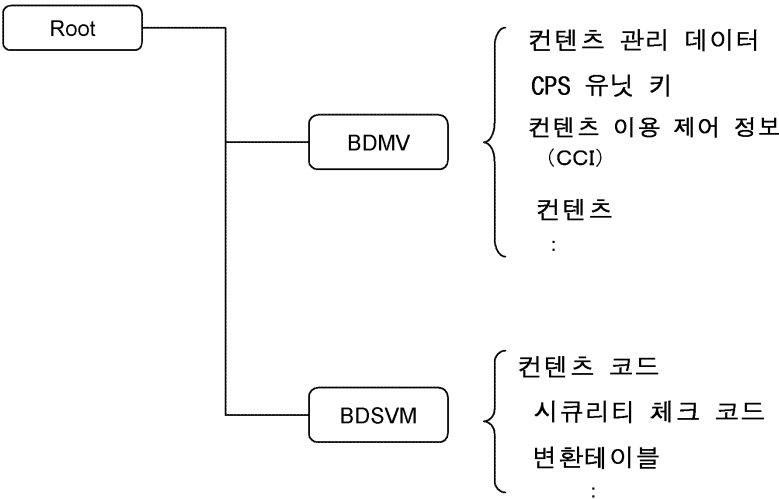 Root
BDMV
컨텐츠 관리 데이터
CPS 유닛 키
컨텐츠 이용 제어 정보
(CCI)
컨텐츠
:
BDSVM
컨텐츠 코드
시큐리티 체크 코드
변환테이블
: